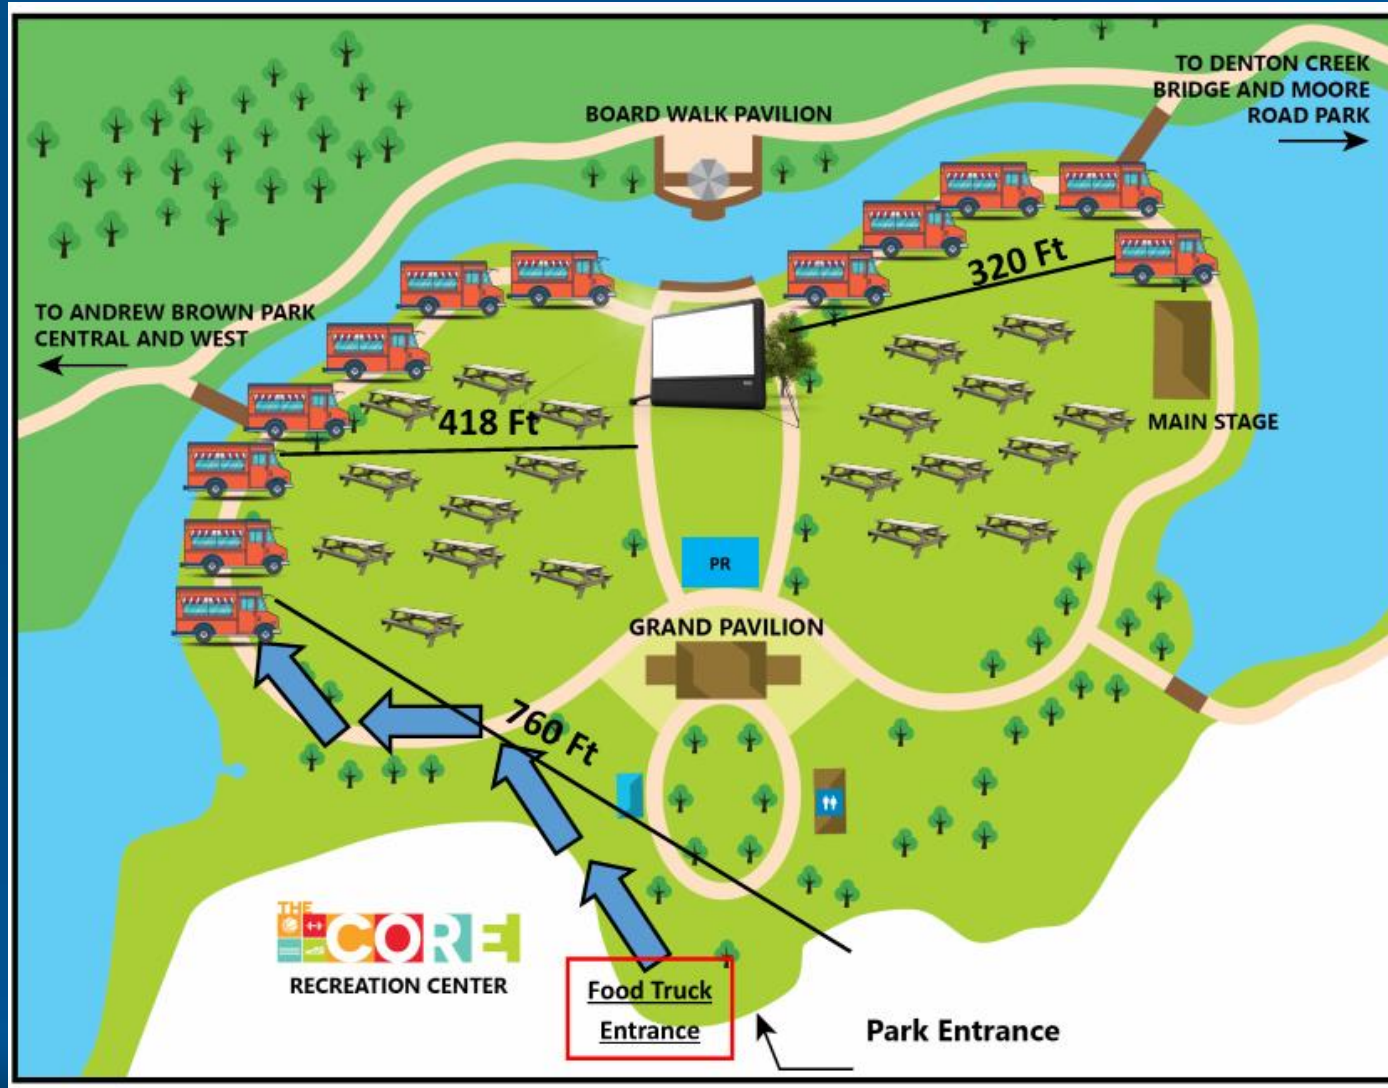 TO DENTON CREEK
BRIDGE AND MOORE
ROAD PARK
BOARD WALK PAVILION
320 Ft
TO ANDREW BROWN PARK
CENTRAL AND WEST
418 Ft
MAIN STAGE
PR
GRAND PAVILION
760 Ft
THE
CORE
RECREATION CENTER
Food Truck
Entrance
Park Entrance